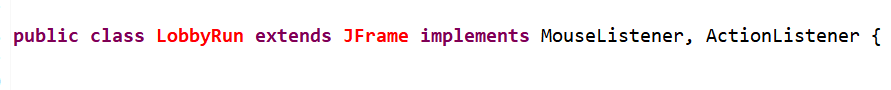 public class LobbyRun extends JFrame implements MouseListener, ActionListener {